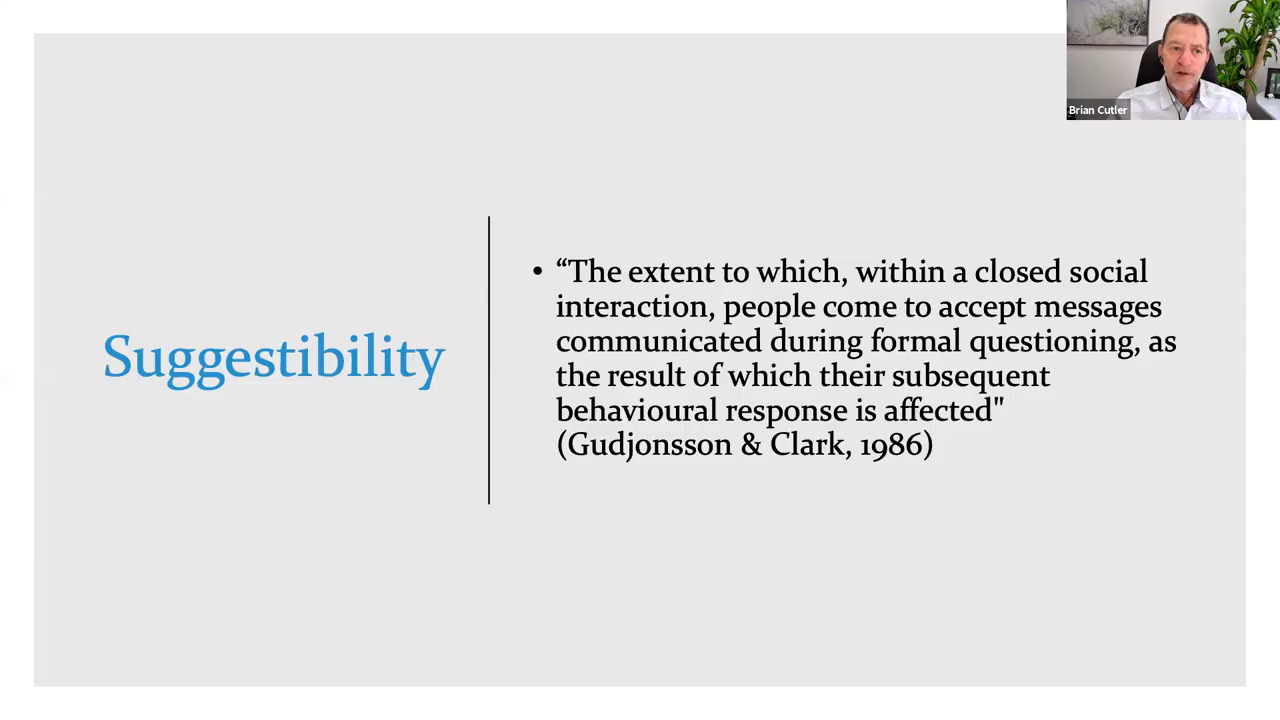 Brian Cutler
Suggestibility
• “The extent to which, within a closed social
interaction, people come to accept messages
communicated during formal questioning, as
the result of which their subsequent
behavioural response is affected"
(Gudjonsson & Clark, 1986)